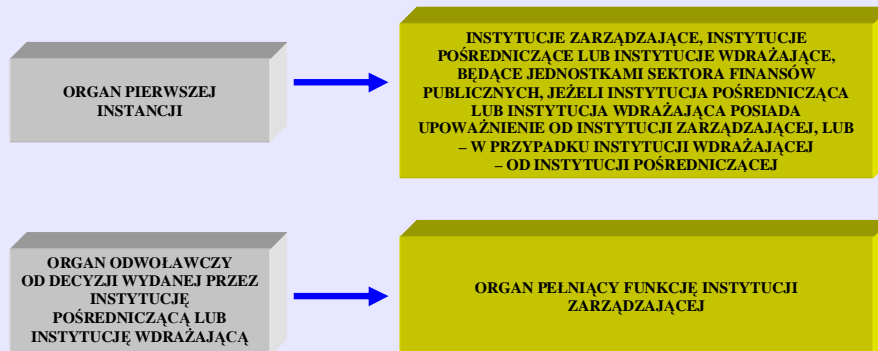 ORGAN PIERWSZEJ
INSTANCJI
INSTYTUCJE ZARZĄDZAJĄCE, INSTYTUCJE
POŚREDNICZĄCE LUB INSTYTUCJE WDRAŻAJĄCE,
BĘDĄCE JEDNOSTKAMI SEKTORA FINANSÓW
PUBLICZNYCH, JEŻELI INSTYTUCJA POŚREDNICZĄCA
LUB INSTYTUCJA WDRAŻAJĄCA POSIADA
UPOWAŻNIENIE OD INSTYTUCJI ZARZĄDZAJĄCEJ, LUB
– W PRZYPADKU INSTYTUCJI WDRAŻAJĄCEJ
– OD INSTYTUCJI POŚREDNICZĄCEJ
ORGAN ODWOŁAWCZY
OD DECYZJI WYDANEJ PRZEZ
INSTYTUCJĘ
POŚREDNICZĄCĄ LUB
INSTYTUCJĘ WDRAŻAJĄCĄ
ORGAN PEŁNIĄCY FUNKCJĘ INSTYTUCJI
ZARZĄDZAJĄCEJ